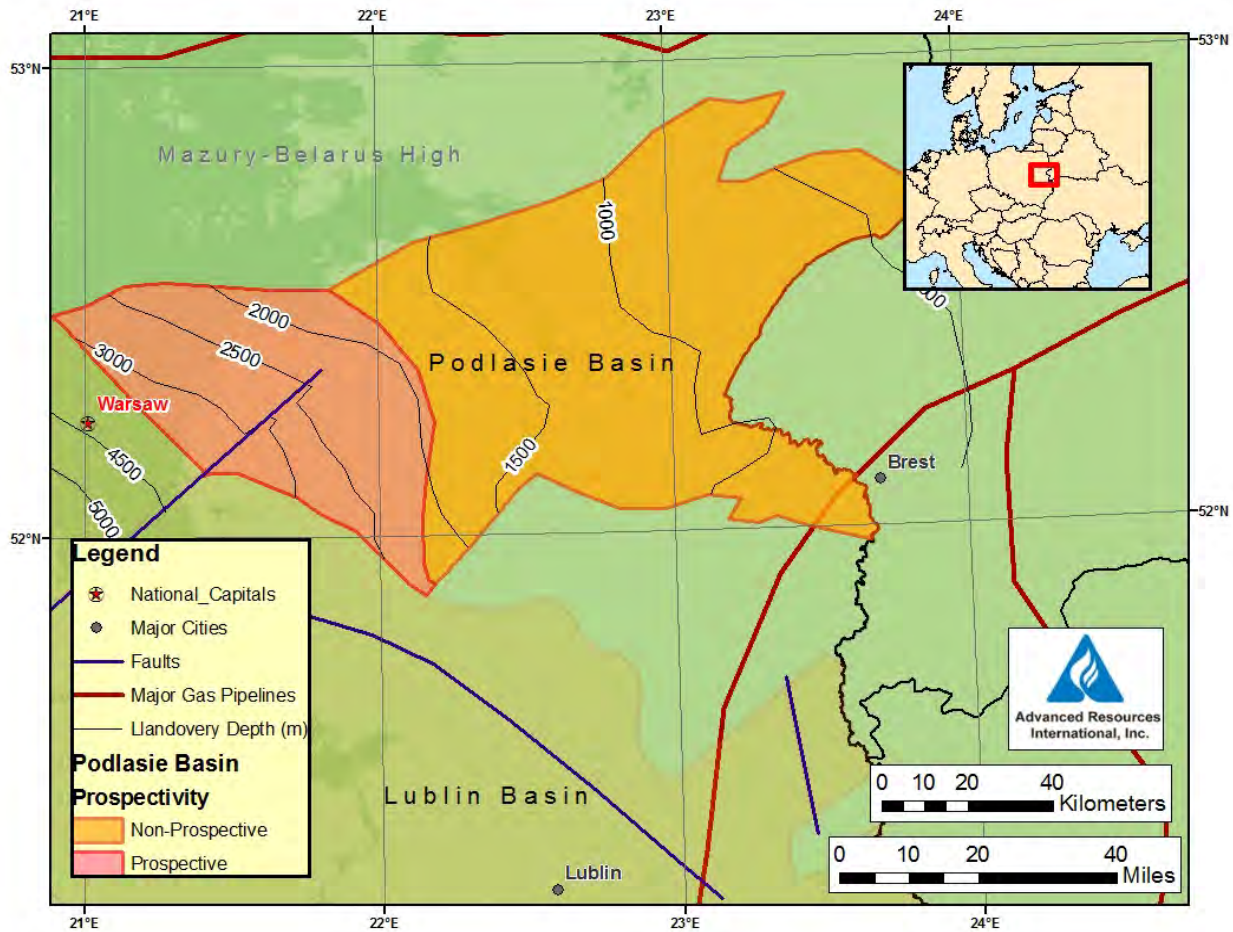 21°E 22°E 23°E 24°E
53°N 53°N
Mazury-Belarus High
1000
2000
2500
3000
Podlasie Basin
Warsaw
1500
4500
Brest
5000
52°N 52°N
Legend
National_Capitals
Major Cities
Faults
Major Gas Pipelines
Llandovery Depth (m)
Podlasie Basin
Prospectivity
Non-Prospective
Prospective
Advanced Resources
International, Inc.
Lublin Basin
0 10 20 40
Kilometers
0 10 20 40
Miles
Lublin
21°E 22°E 23°E 24°E